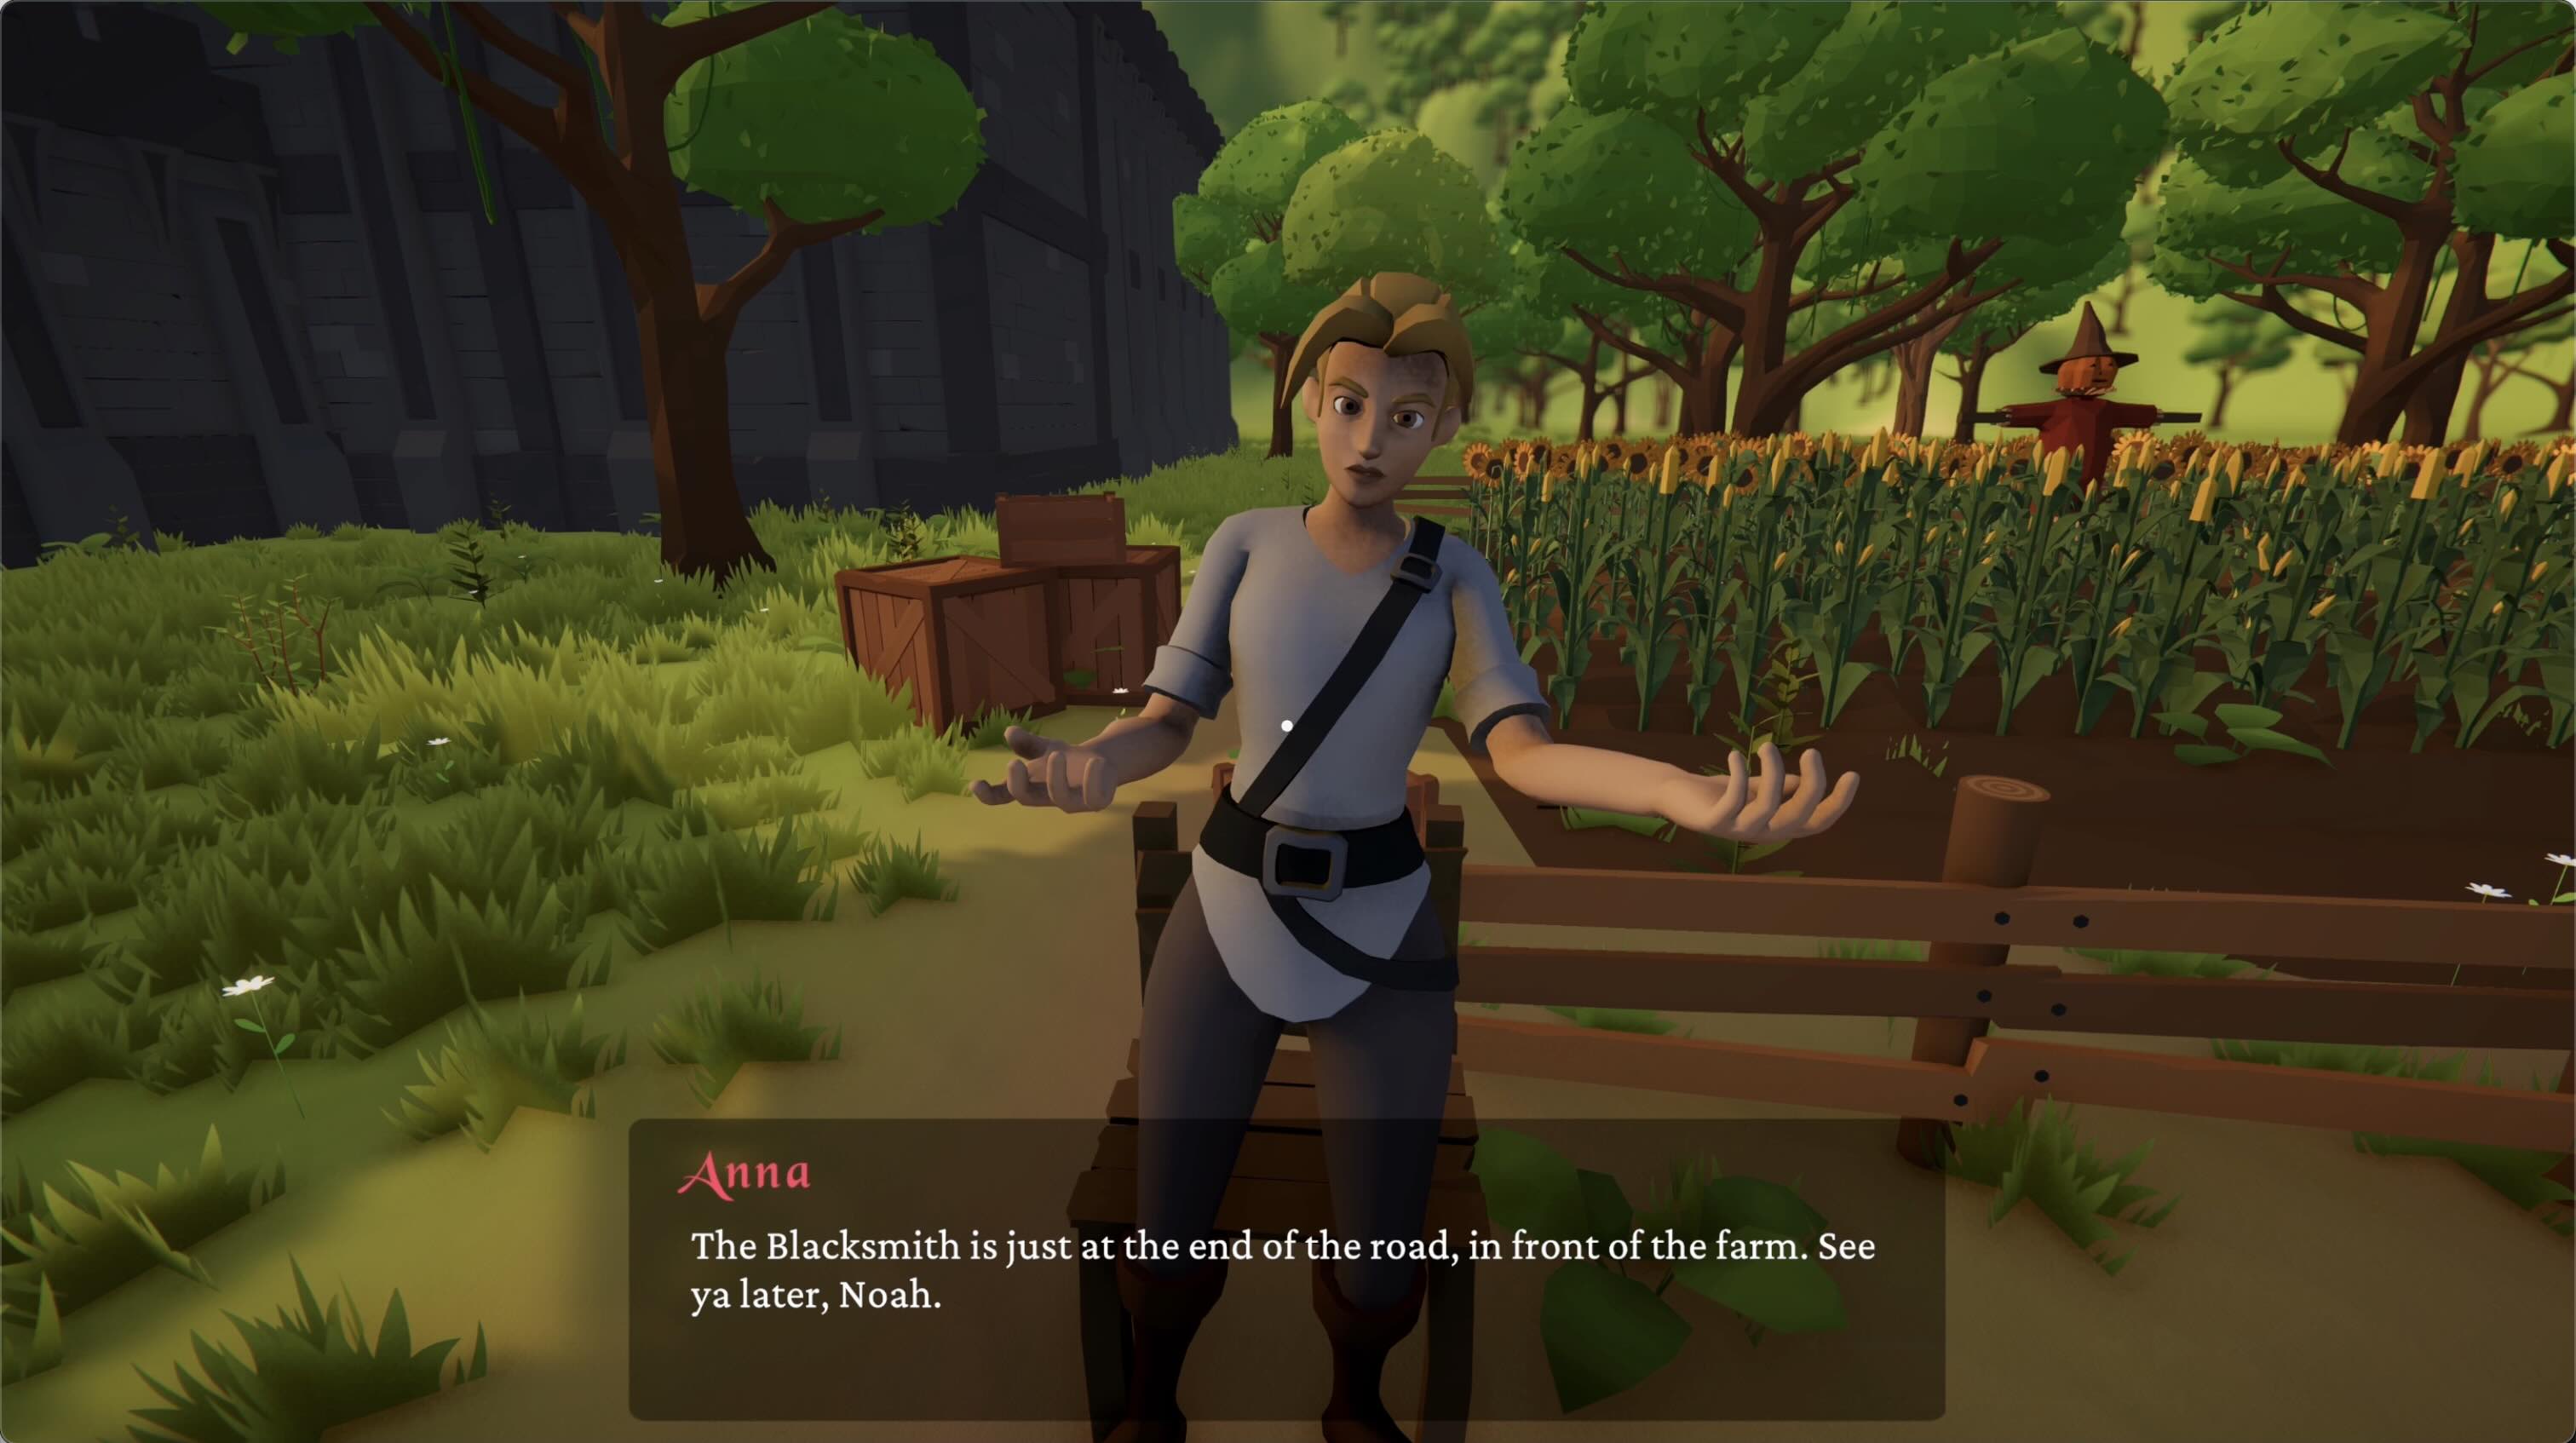 Anna
The Blacksmith is just at the end of the road, in front of the farm. See
ya later, Noah.